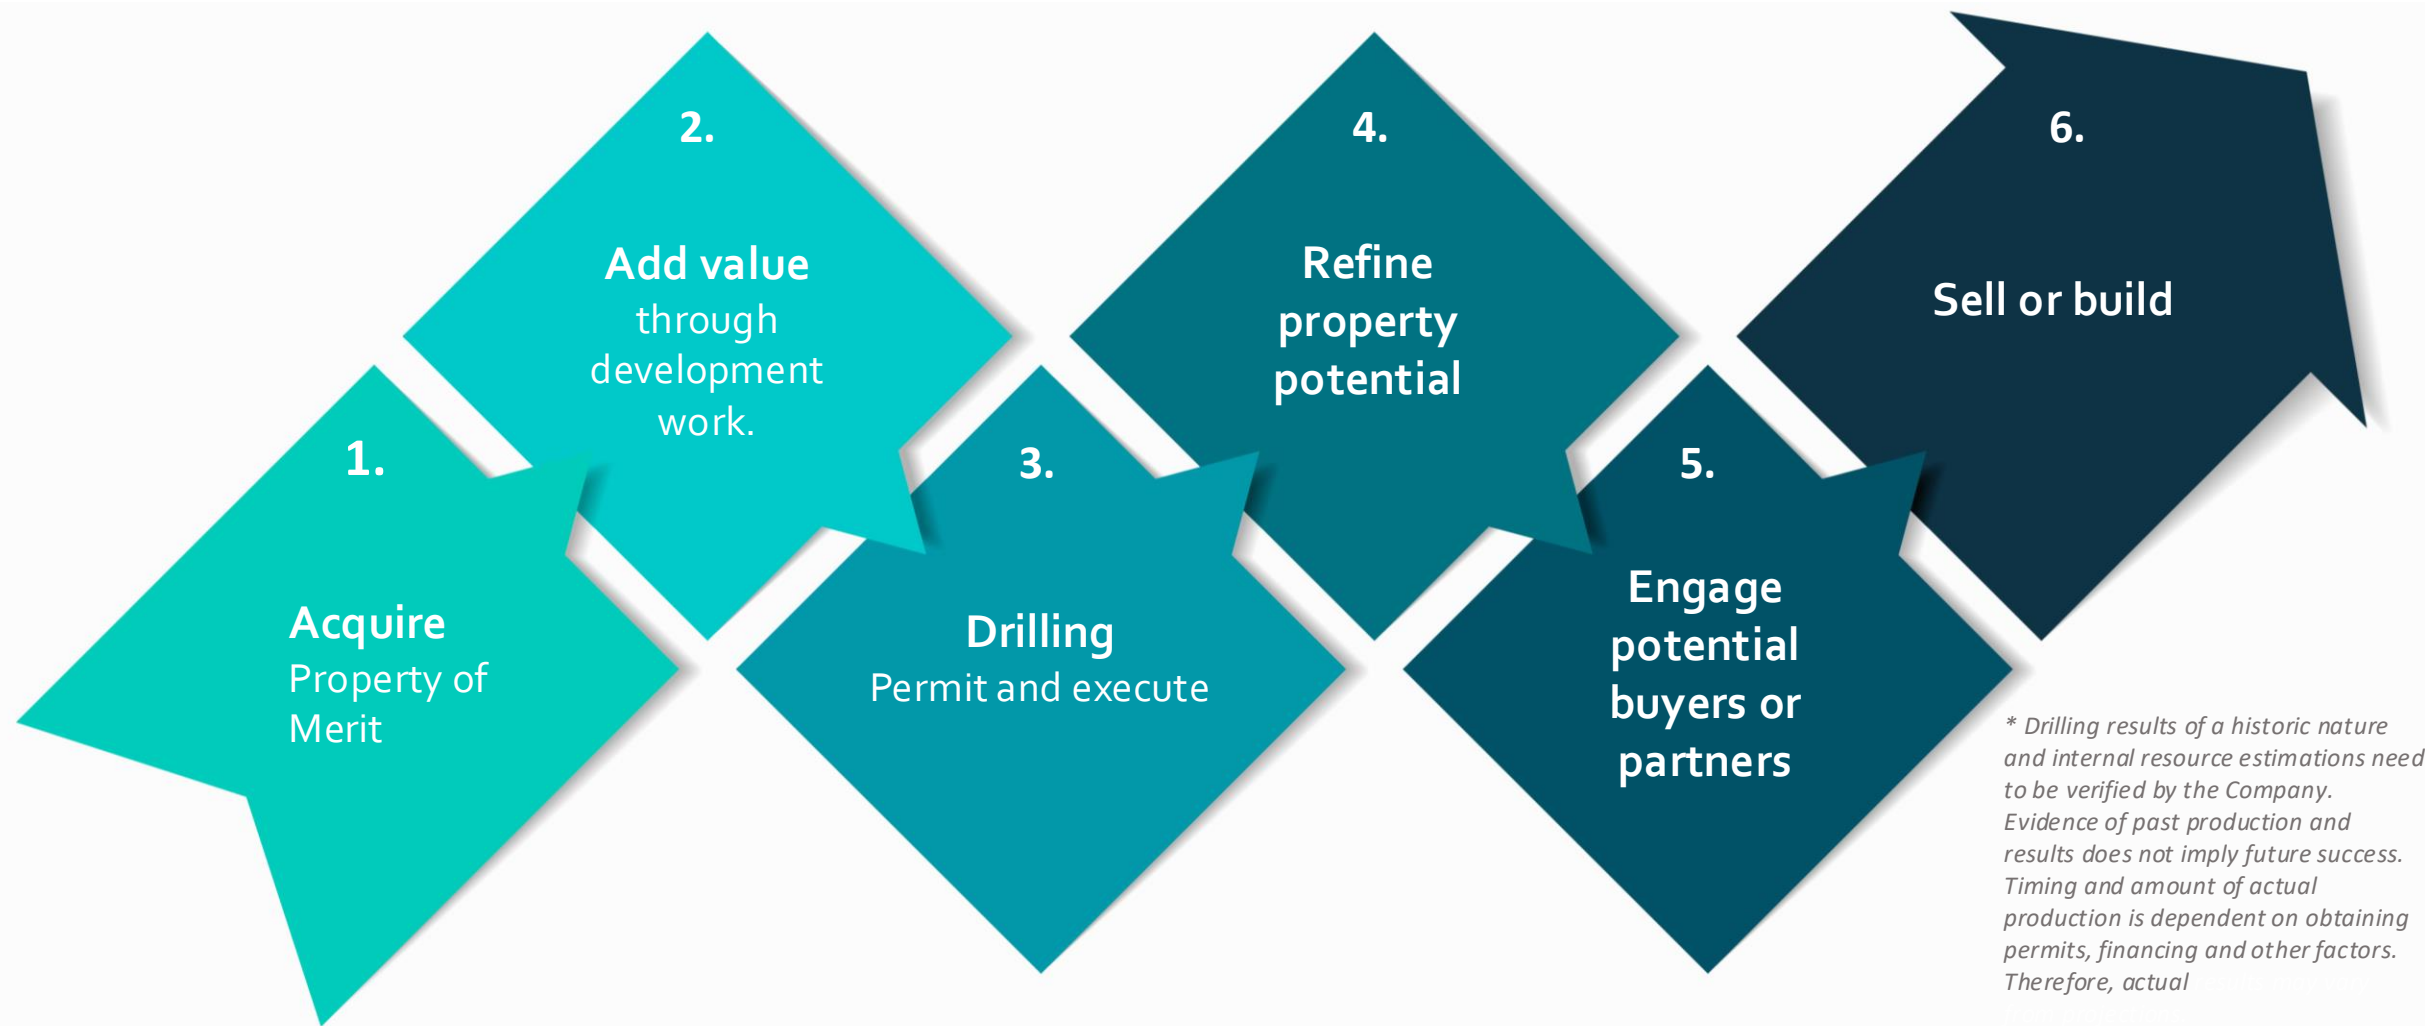 1.
Acquire
Property of
Merit
2.
Add value
through
development
work.
3.
Drilling
Permit and execute
4.
Refine
property
potential
5.
Engage
potential
buyers or
partners
6.
Sell or build
* Drilling results of a historic nature
and internal resource estimations need
to be verified by the Company.
Evidence of past production and
results does not imply future success.
Timing and amount of actual
production is dependent on obtaining
permits, financing and other factors.
Therefore, actual